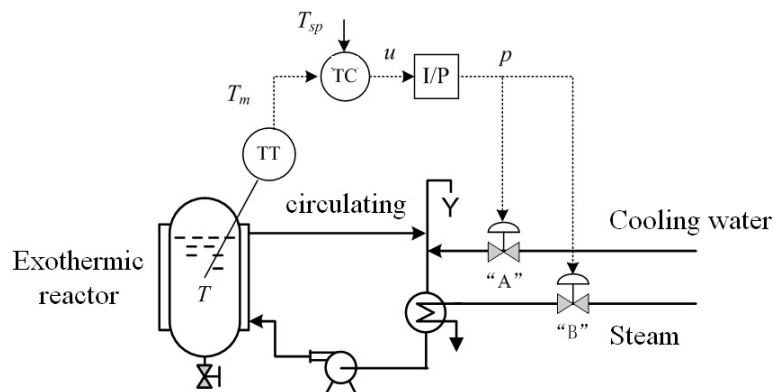 T_sp
TC
u
I/P
p
T_m
TT
circulating
Cooling water
"A"
Exothermic
reactor
T
Steam
"B"